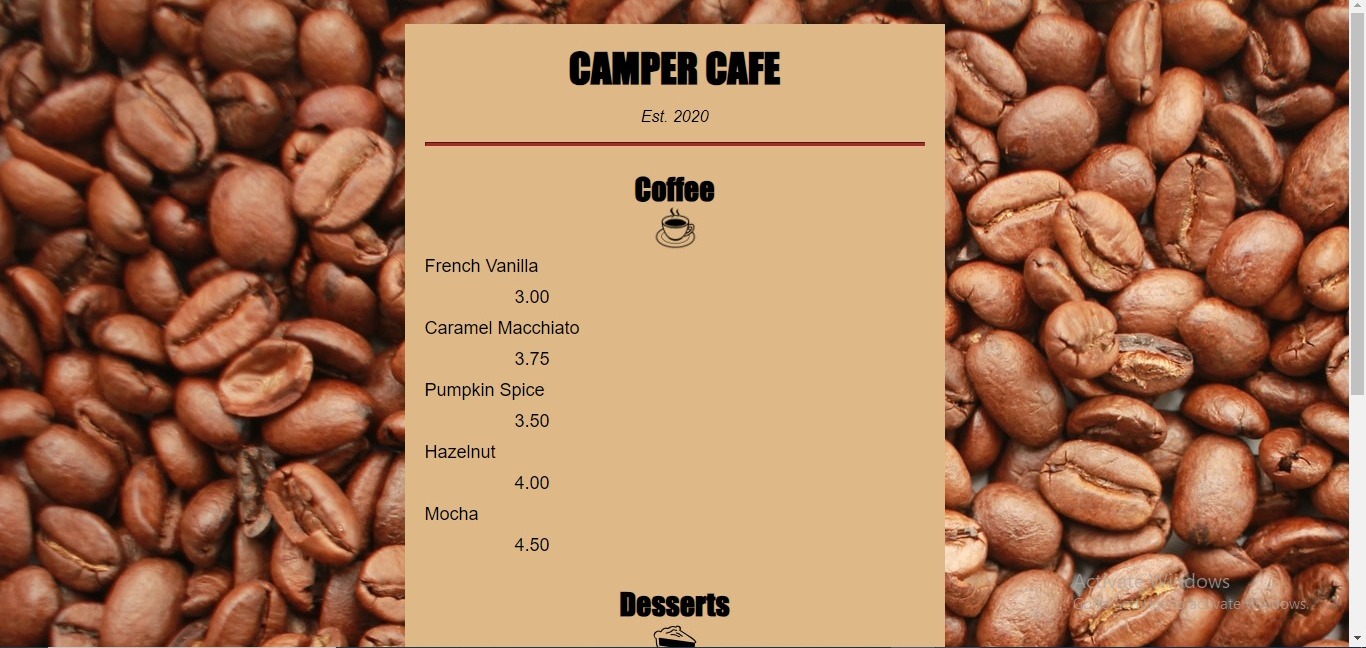 CAMPER CAFE
Est. 2020
Coffee
French Vanilla
3.00
Caramel Macchiato
3.75
Pumpkin Spice
3.50
Hazelnut
4.00
Mocha
4.50
Desserts
Activate Windows
Go to Settings to activate Windows.